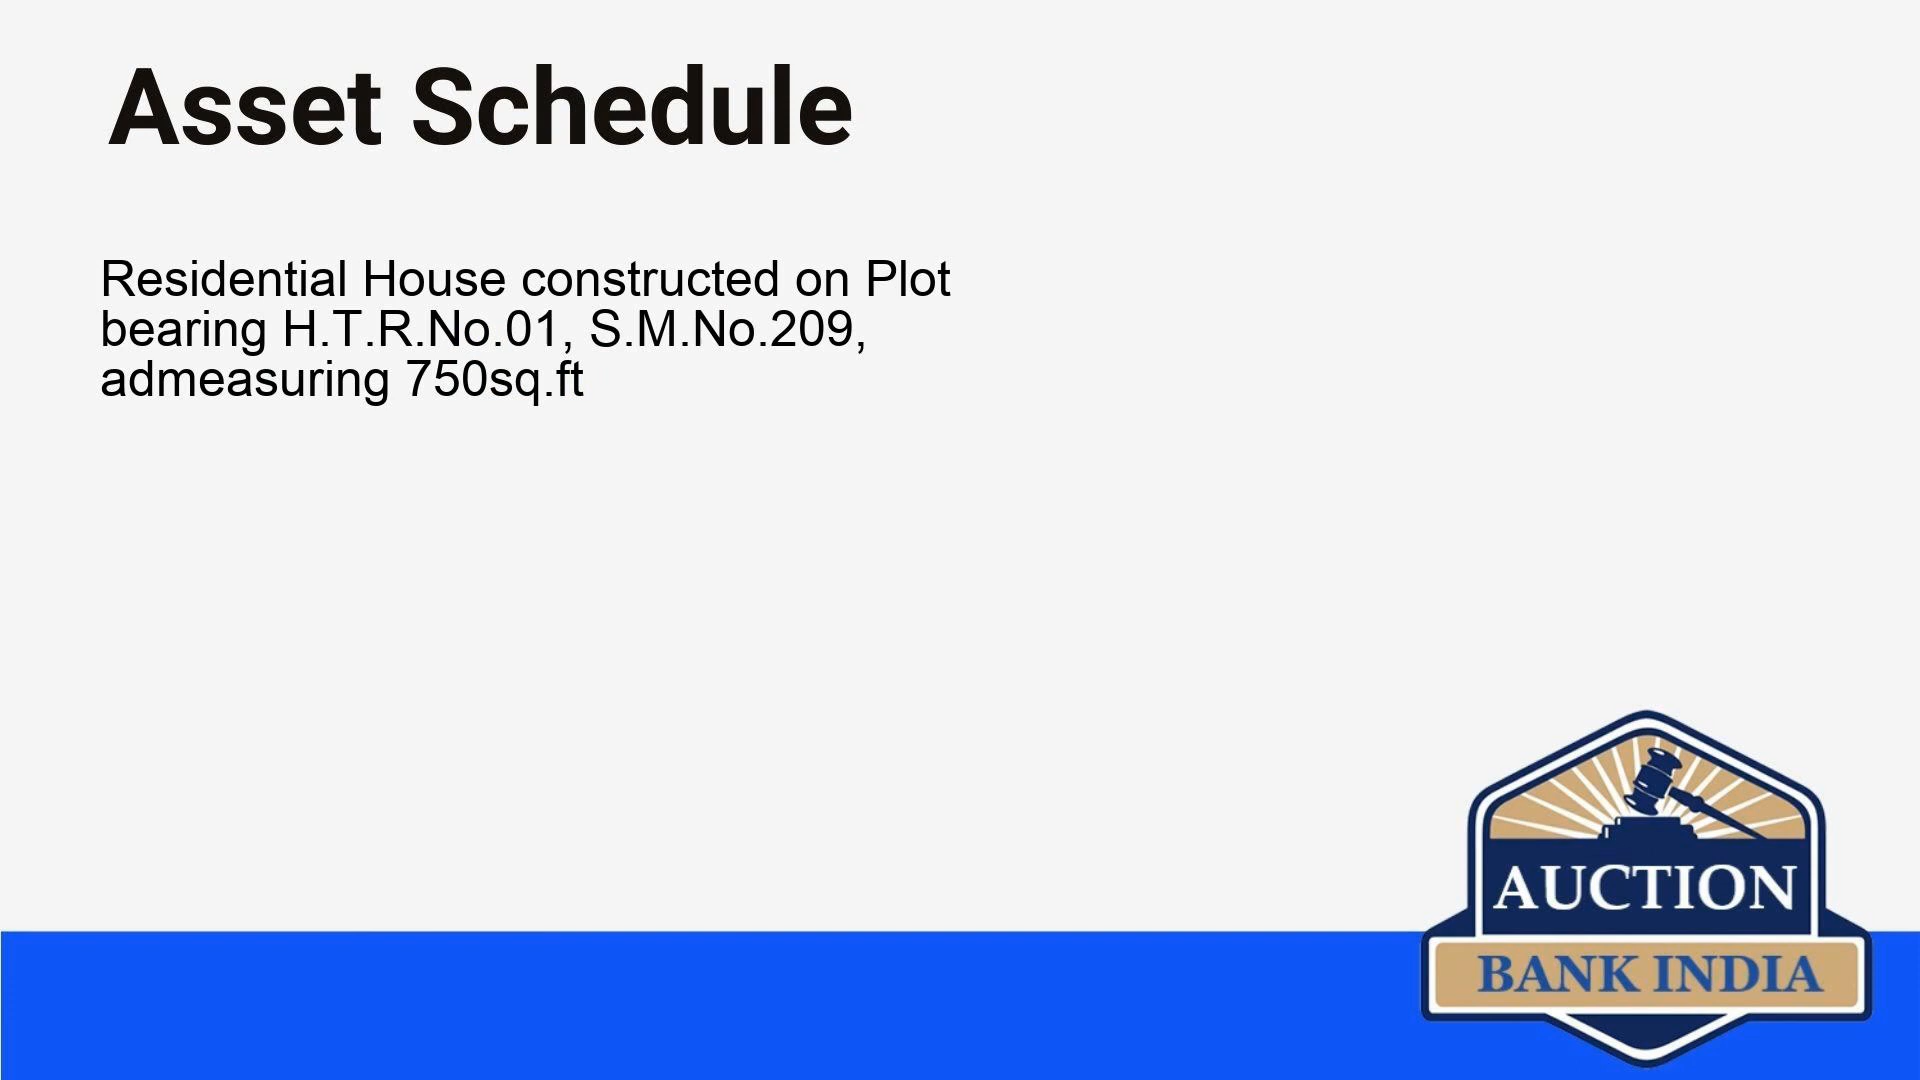 Asset Schedule
Residential House constructed on Plot
bearing H.T.R.No.01, S.M.No.209,
admeasuring 750sq.ft
AUCTION
BANK INDIA